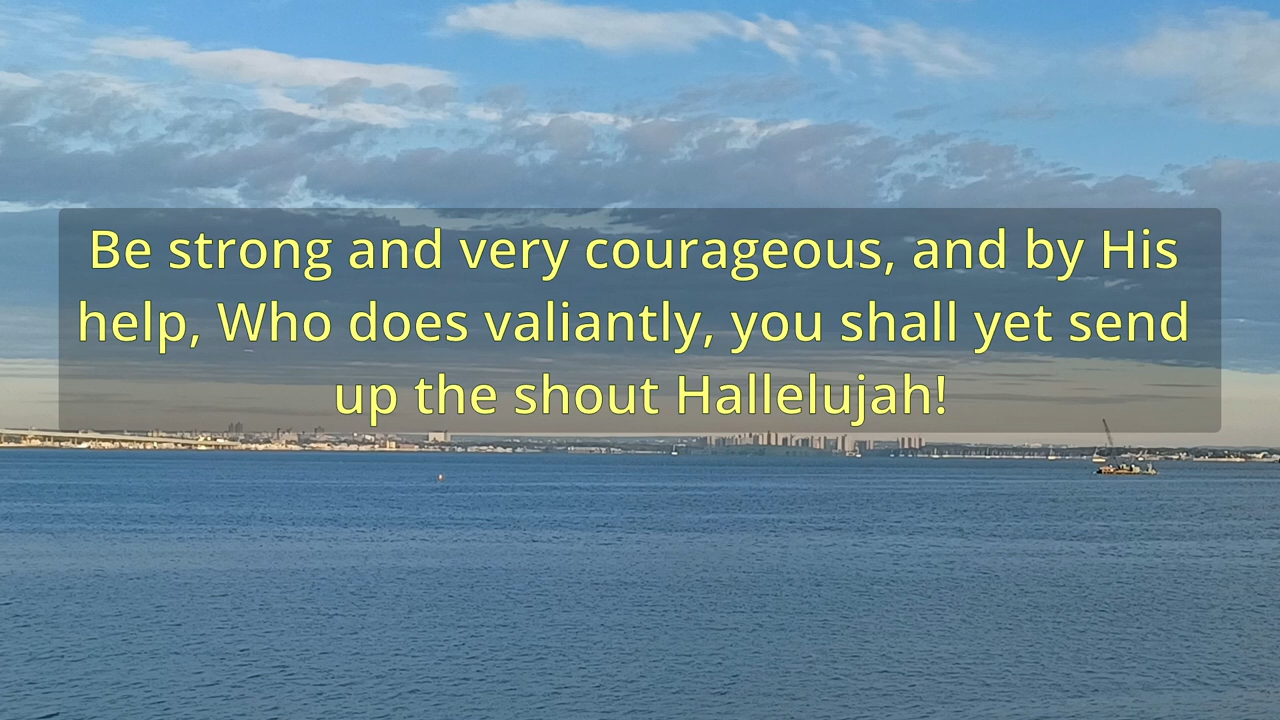 Be strong and very courageous, and by His
help, Who does valiantly, you shall yet send
up the shout Hallelujah!